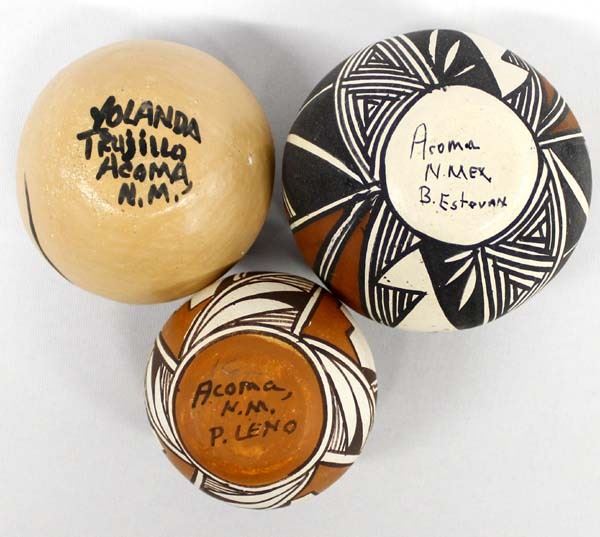 YOLANDA
TRUJILLO
ACOMA
N.M.,
Acoma
N. MEX.
B. Estevan
ACOMA,
N.M.
P. LENO